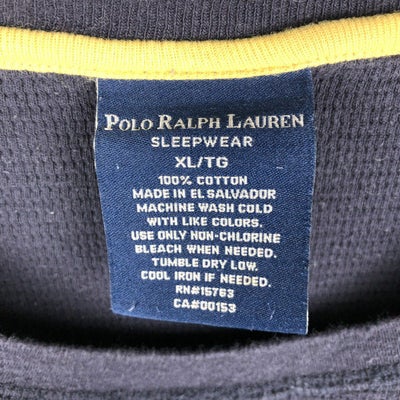 POLO RALPH LAUREN
SLEEPWEAR
XL/TG
100% COTTON
MADE IN EL SALVADOR
MACHINE WASH COLD
WITH LIKE COLORS.
USE ONLY NON-CHLORINE
BLEACH WHEN NEEDED.
TUMBLE DRY LOW.
COOL IRON IF NEEDED.
RN#15763
CA#00153